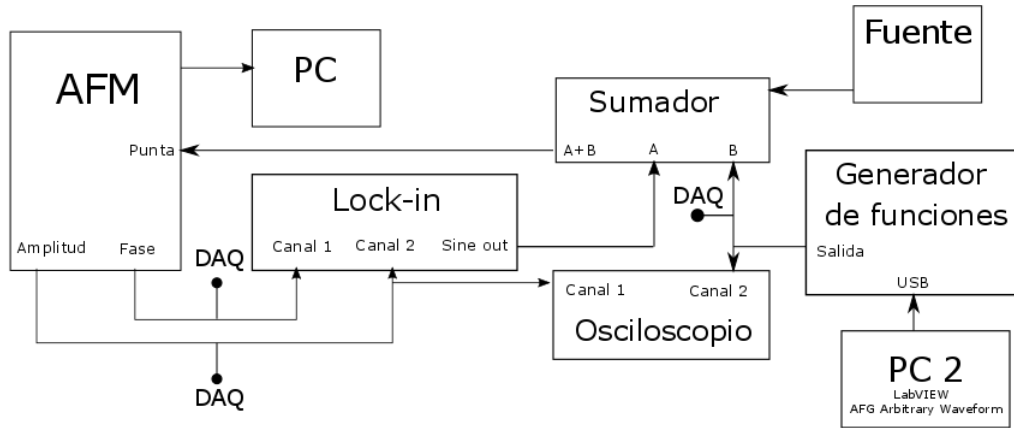 AFM
Punta
Amplitud
Fase
PC
DAQ
DAQ
Lock-in
Canal 1
Canal 2
Sine out
Sumador
A+B
A
B
DAQ
Fuente
Canal 1
Canal 2
Osciloscopio
Generador
de funciones
Salida
USB
PC 2
LabVIEW
AFG Arbitrary Waveform